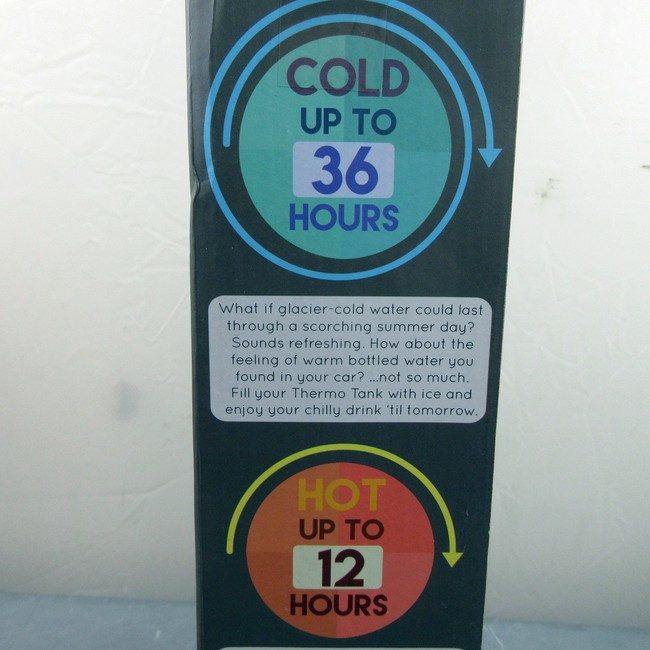 COLD
UP TO
36
HOURS
What if glacier-cold water could last
through a scorching summer day?
Sounds refreshing. How about the
feeling of warm bottled water you
found in your car? ...not so much.
Fill your Thermo Tank with ice and
enjoy your chilly drink 'til tomorrow.
HOT
UP TO
12
HOURS